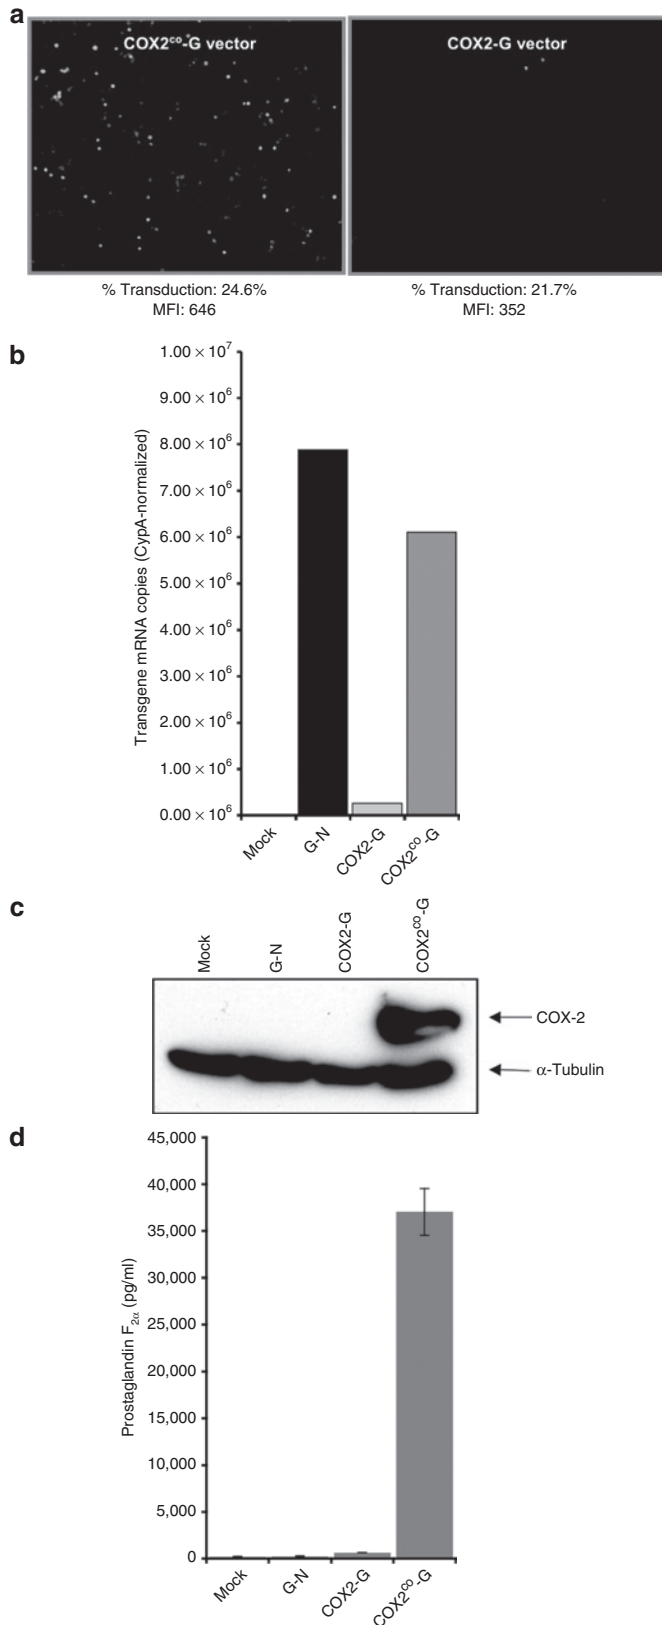 a
COX2ᶜᵒ-G vector
COX2-G vector
% Transduction: 24.6%
MFI: 646
% Transduction: 21.7%
MFI: 352
b
Transgene mRNA copies (CypA-normalized)
1.00 × 10⁷
9.00 × 10⁶
8.00 × 10⁶
7.00 × 10⁶
6.00 × 10⁶
5.00 × 10⁶
4.00 × 10⁶
3.00 × 10⁶
2.00 × 10⁶
1.00 × 10⁶
0.00 × 10⁶
Mock
G-N
COX2-G
COX2ᶜᵒ-G
c
Mock
G-N
COX2-G
COX2ᶜᵒ-G
COX-2
α-Tubulin
d
Prostaglandin F₂α (pg/ml)
45,000
40,000
35,000
30,000
25,000
20,000
15,000
10,000
5,000
0
Mock
G-N
COX2-G
COX2ᶜᵒ-G